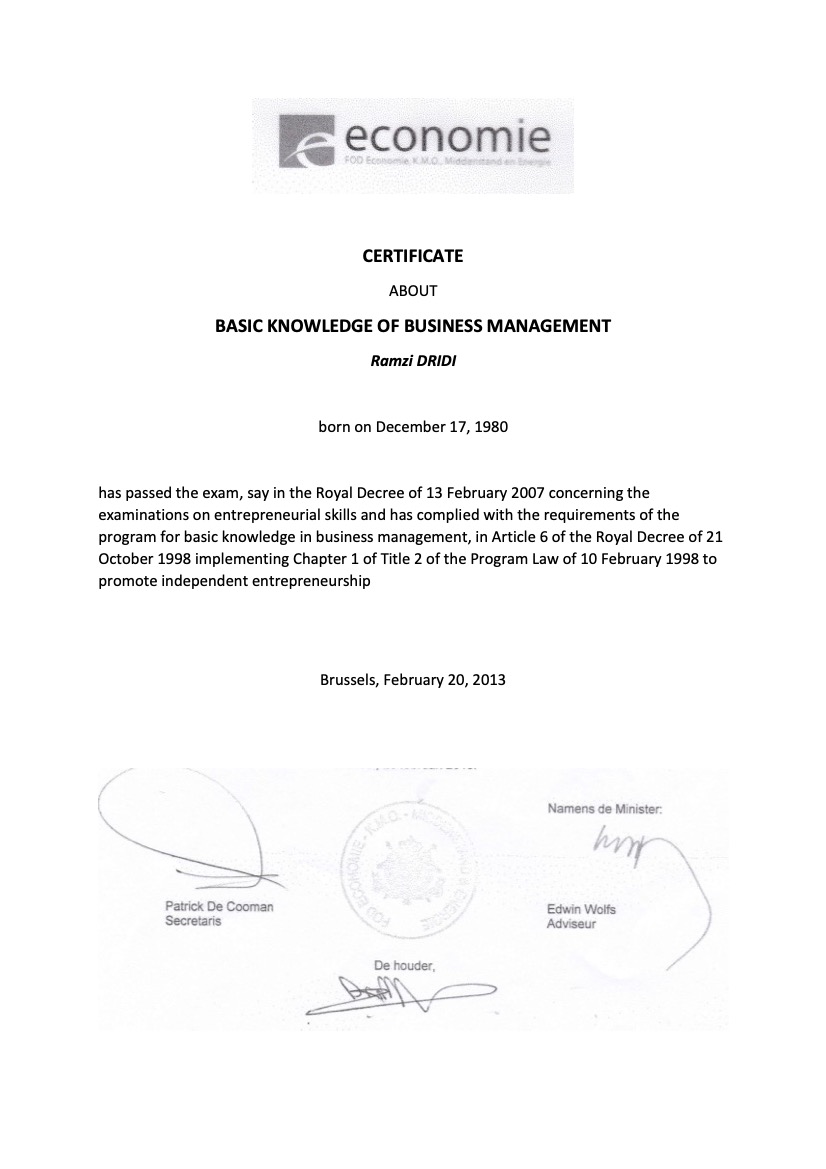 economie
FOD Economie, K.M.O., Middenstand en Energie
CERTIFICATE
ABOUT
BASIC KNOWLEDGE OF BUSINESS MANAGEMENT
Ramzi DRIDI
born on December 17, 1980
has passed the exam, say in the Royal Decree of 13 February 2007 concerning the
examinations on entrepreneurial skills and has complied with the requirements of the
program for basic knowledge in business management, in Article 6 of the Royal Decree of 21
October 1998 implementing Chapter 1 of Title 2 of the Program Law of 10 February 1998 to
promote independent entrepreneurship
Brussels, February 20, 2013
Namens de Minister:
FOD ECONOMIE - K.M.O. -
ENERGIE
Patrick De Cooman
Secretaris
Edwin Wolfs
Adviseur
De houder,